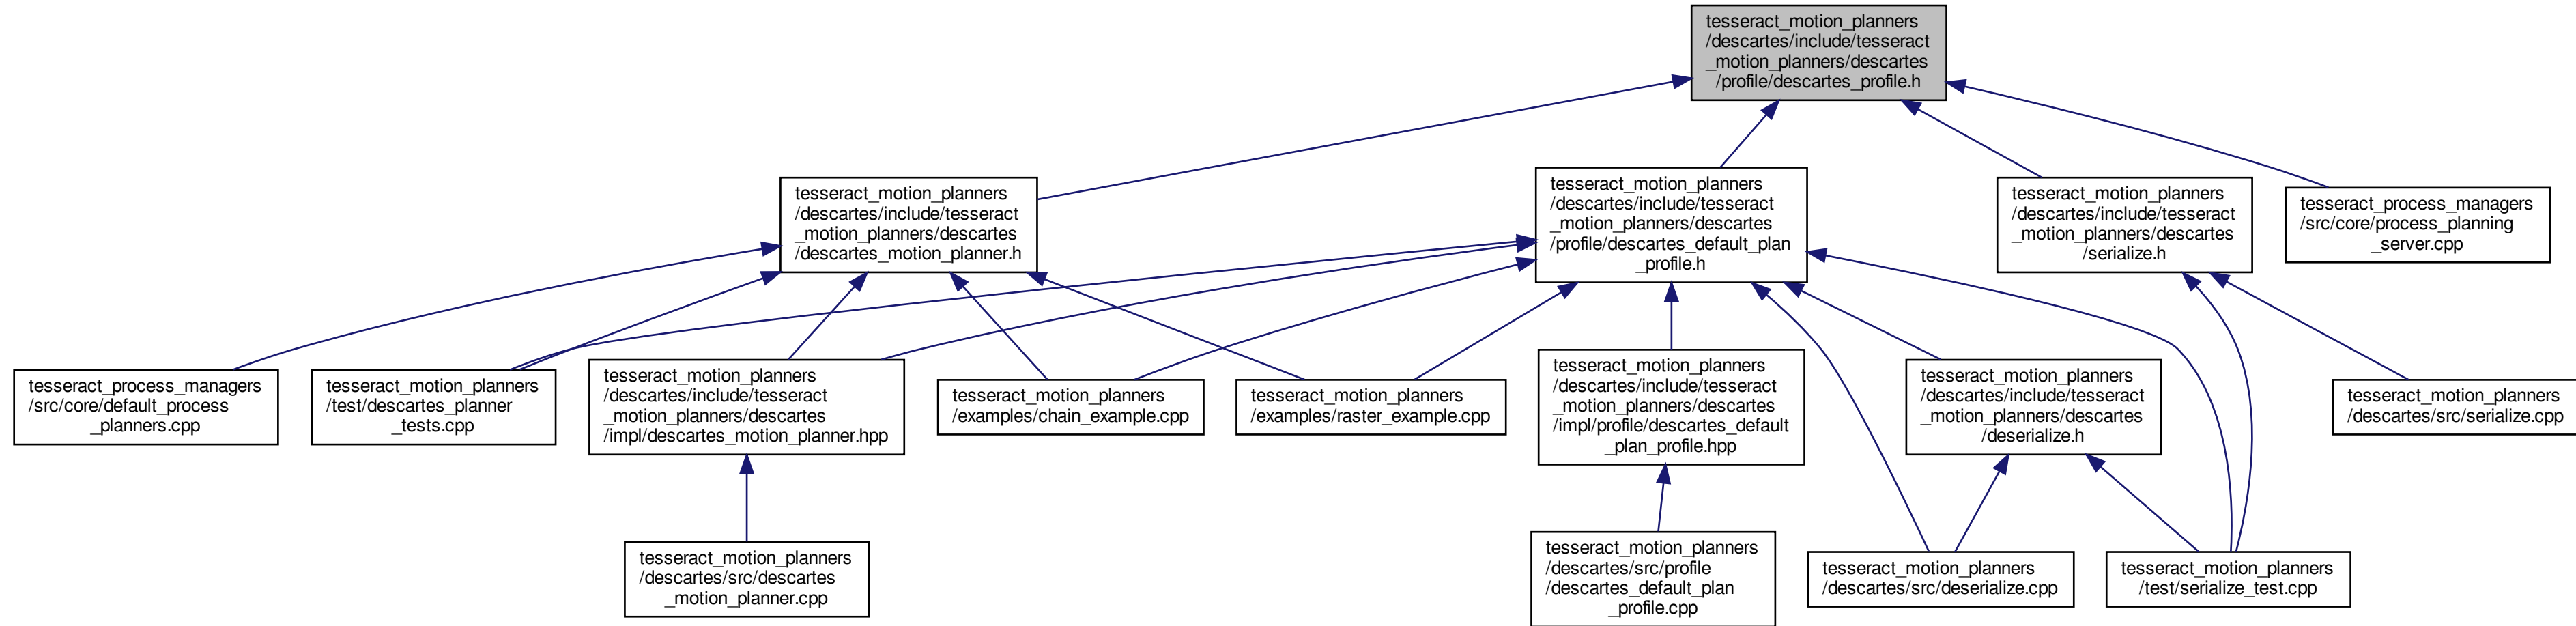 tesseract_motion_planners
/descartes/include/tesseract
_motion_planners/descartes
/profile/descartes_profile.h
tesseract_motion_planners
/descartes/include/tesseract
_motion_planners/descartes
/descartes_motion_planner.h
tesseract_motion_planners
/descartes/include/tesseract
_motion_planners/descartes
/profile/descartes_default_plan
_profile.h
tesseract_motion_planners
/descartes/include/tesseract
_motion_planners/descartes
/serialize.h
tesseract_process_managers
/src/core/process_planning
_server.cpp
tesseract_process_managers
/src/core/default_process
_planners.cpp
tesseract_motion_planners
/test/descartes_planner
_tests.cpp
tesseract_motion_planners
/descartes/include/tesseract
_motion_planners/descartes
/impl/descartes_motion_planner.hpp
tesseract_motion_planners
/examples/chain_example.cpp
tesseract_motion_planners
/examples/raster_example.cpp
tesseract_motion_planners
/descartes/include/tesseract
_motion_planners/descartes
/impl/profile/descartes_default
_plan_profile.hpp
tesseract_motion_planners
/descartes/include/tesseract
_motion_planners/descartes
/deserialize.h
tesseract_motion_planners
/descartes/src/serialize.cpp
tesseract_motion_planners
/descartes/src/descartes
_motion_planner.cpp
tesseract_motion_planners
/descartes/src/profile
/descartes_default_plan
_profile.cpp
tesseract_motion_planners
/descartes/src/deserialize.cpp
tesseract_motion_planners
/test/serialize_test.cpp